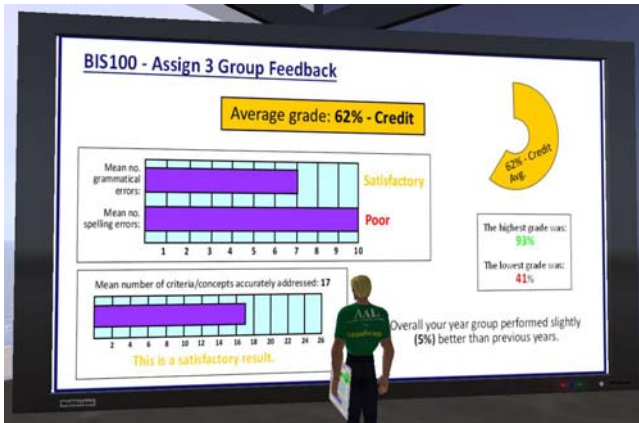 BIS100 - Assign 3 Group Feedback
Average grade: 62% - Credit
62% - Credit
Avg.
Mean no.
grammatical
errors:
Satisfactory
Mean no.
spelling errors:
Poor
1 2 3 4 5 6 7 8 9 10
The highest grade was:
93%
The lowest grade was:
41%
Mean number of criteria/concepts accurately addressed: 17
2 4 6 8 10 12 14 16 18 20 22 24 26
This is a satisfactory result.
AAL
Overall your year group performed slightly
(5%) better than previous years.